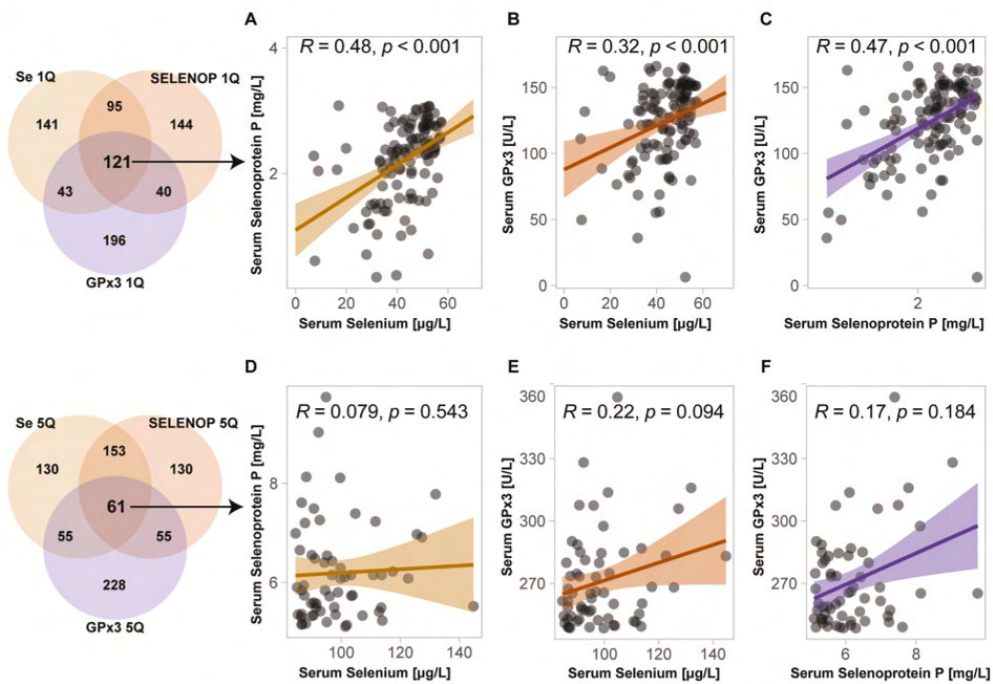 A
B
C
R = 0.48, p < 0.001
R = 0.32, p < 0.001
R = 0.47, p < 0.001
Se 1Q
SELENOP 1Q
95
141
144
121
43
40
196
GPx3 1Q
Serum Selenoprotein P [mg/L]
4
2
0
20
40
60
Serum Selenium [µg/L]
Serum GPx3 [U/L]
150
100
50
0
0
20
40
60
Serum Selenium [µg/L]
Serum GPx3 [U/L]
150
100
50
0
2
Serum Selenoprotein P [mg/L]
D
E
F
R = 0.079, p = 0.543
R = 0.22, p = 0.094
R = 0.17, p = 0.184
Se 5Q
SELENOP 5Q
153
130
130
61
55
55
228
GPx3 5Q
Serum Selenoprotein P [mg/L]
8
6
100
120
140
Serum Selenium [µg/L]
Serum GPx3 [U/L]
360
330
300
270
100
120
140
Serum Selenium [µg/L]
Serum GPx3 [U/L]
360
330
300
270
6
8
Serum Selenoprotein P [mg/L]